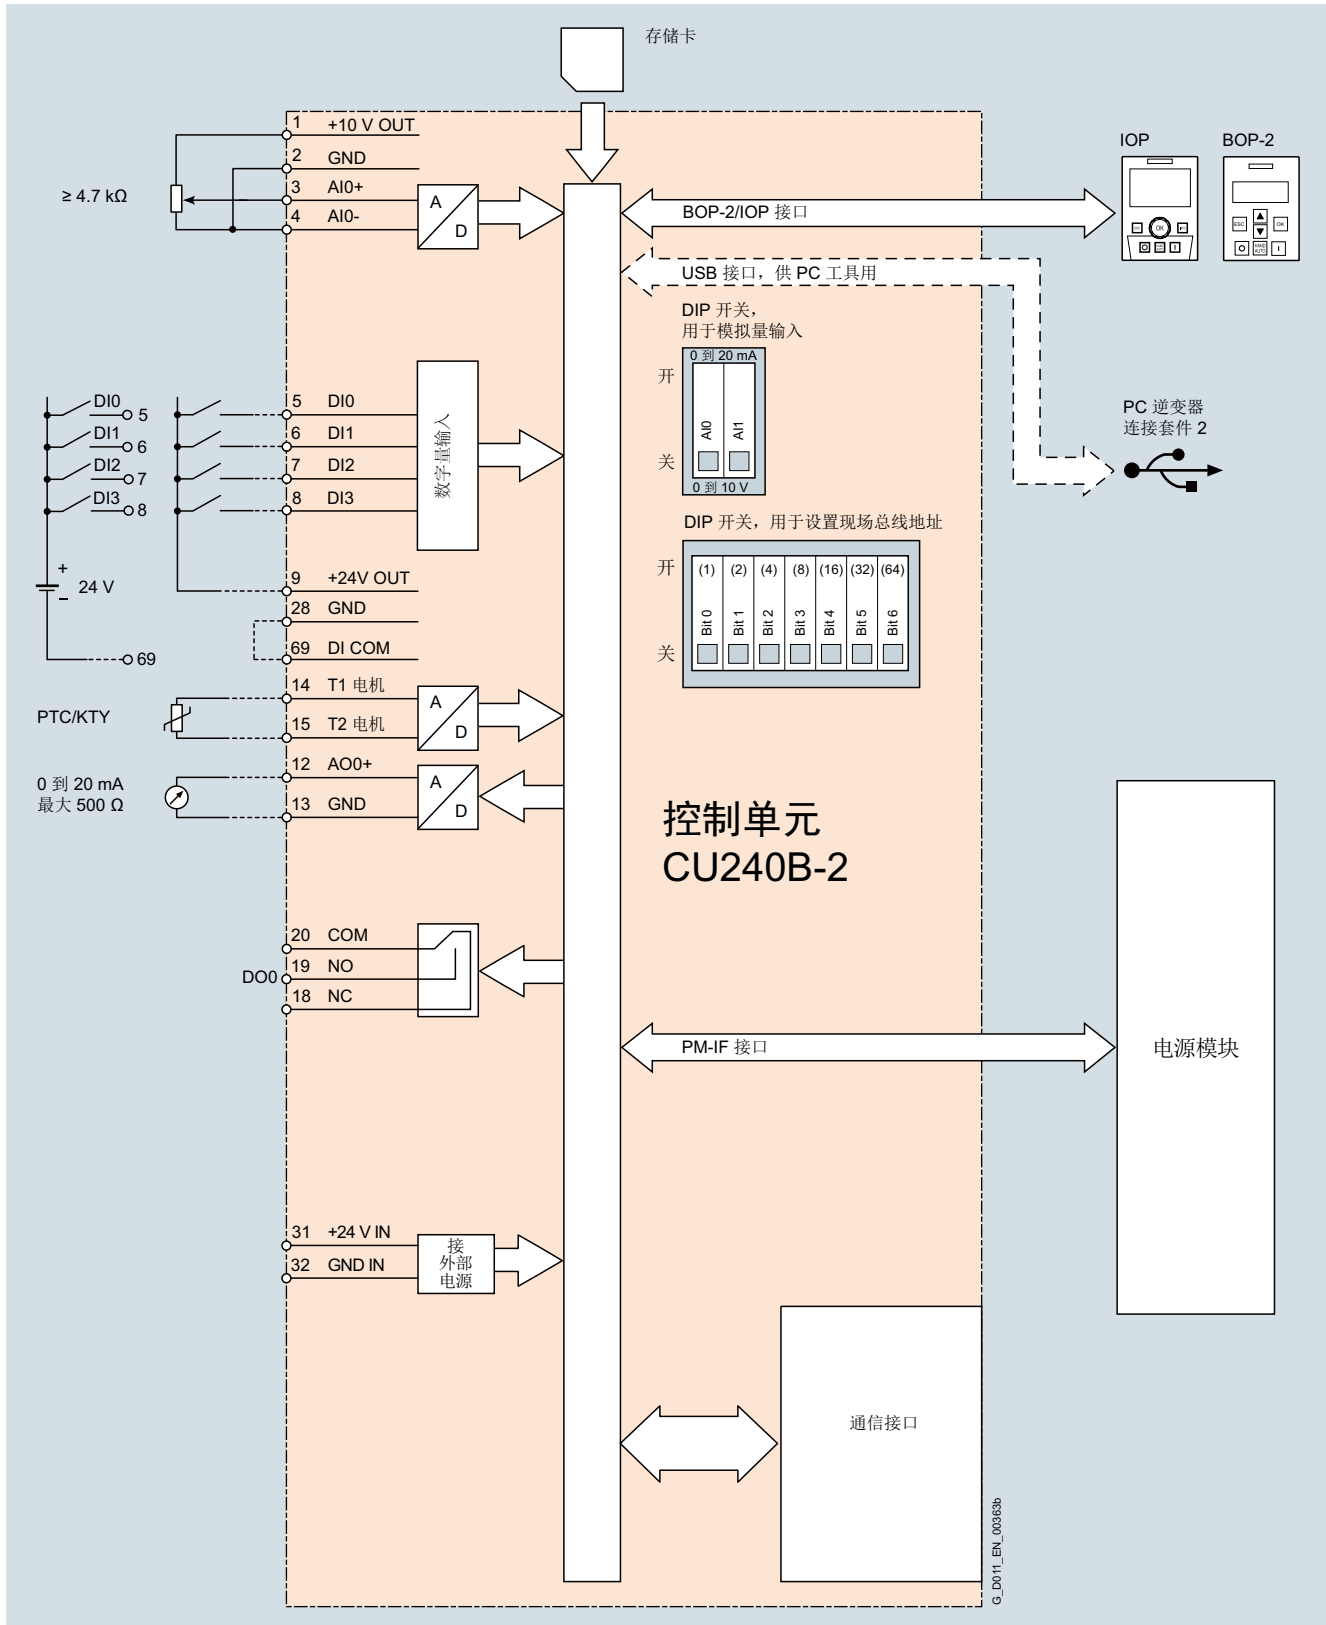 存储卡
1 +10 V OUT
2 GND
3 AI0+
4 AI0-
≥ 4.7 kΩ
A
D
BOP-2/IOP 接口
IOP
BOP-2
OK
ESC
OK
HAND
AUTO
I
USB 接口，供 PC 工具用
DIP 开关，
用于模拟量输入
0 到 20 mA
开
AI0
AI1
关
0 到 10 V
PC 逆变器
连接套件 2
DI0 5
DI1 6
DI2 7
DI3 8
5 DI0
6 DI1
7 DI2
8 DI3
数字量输入
+
24 V
–
69
9 +24V OUT
28 GND
69 DI COM
DIP 开关，用于设置现场总线地址
开
(1) (2) (4) (8) (16) (32) (64)
Bit 0 Bit 1 Bit 2 Bit 3 Bit 4 Bit 5 Bit 6
关
PTC/KTY
14 T1 电机
15 T2 电机
A
D
0 到 20 mA
最大 500 Ω
12 AO0+
13 GND
A
D
控制单元
CU240B-2
20 COM
DO0
19 NO
18 NC
PM-IF 接口
电源模块
31 +24 V IN
32 GND IN
接
外部
电源
通信接口
G_D011_EN_00363b